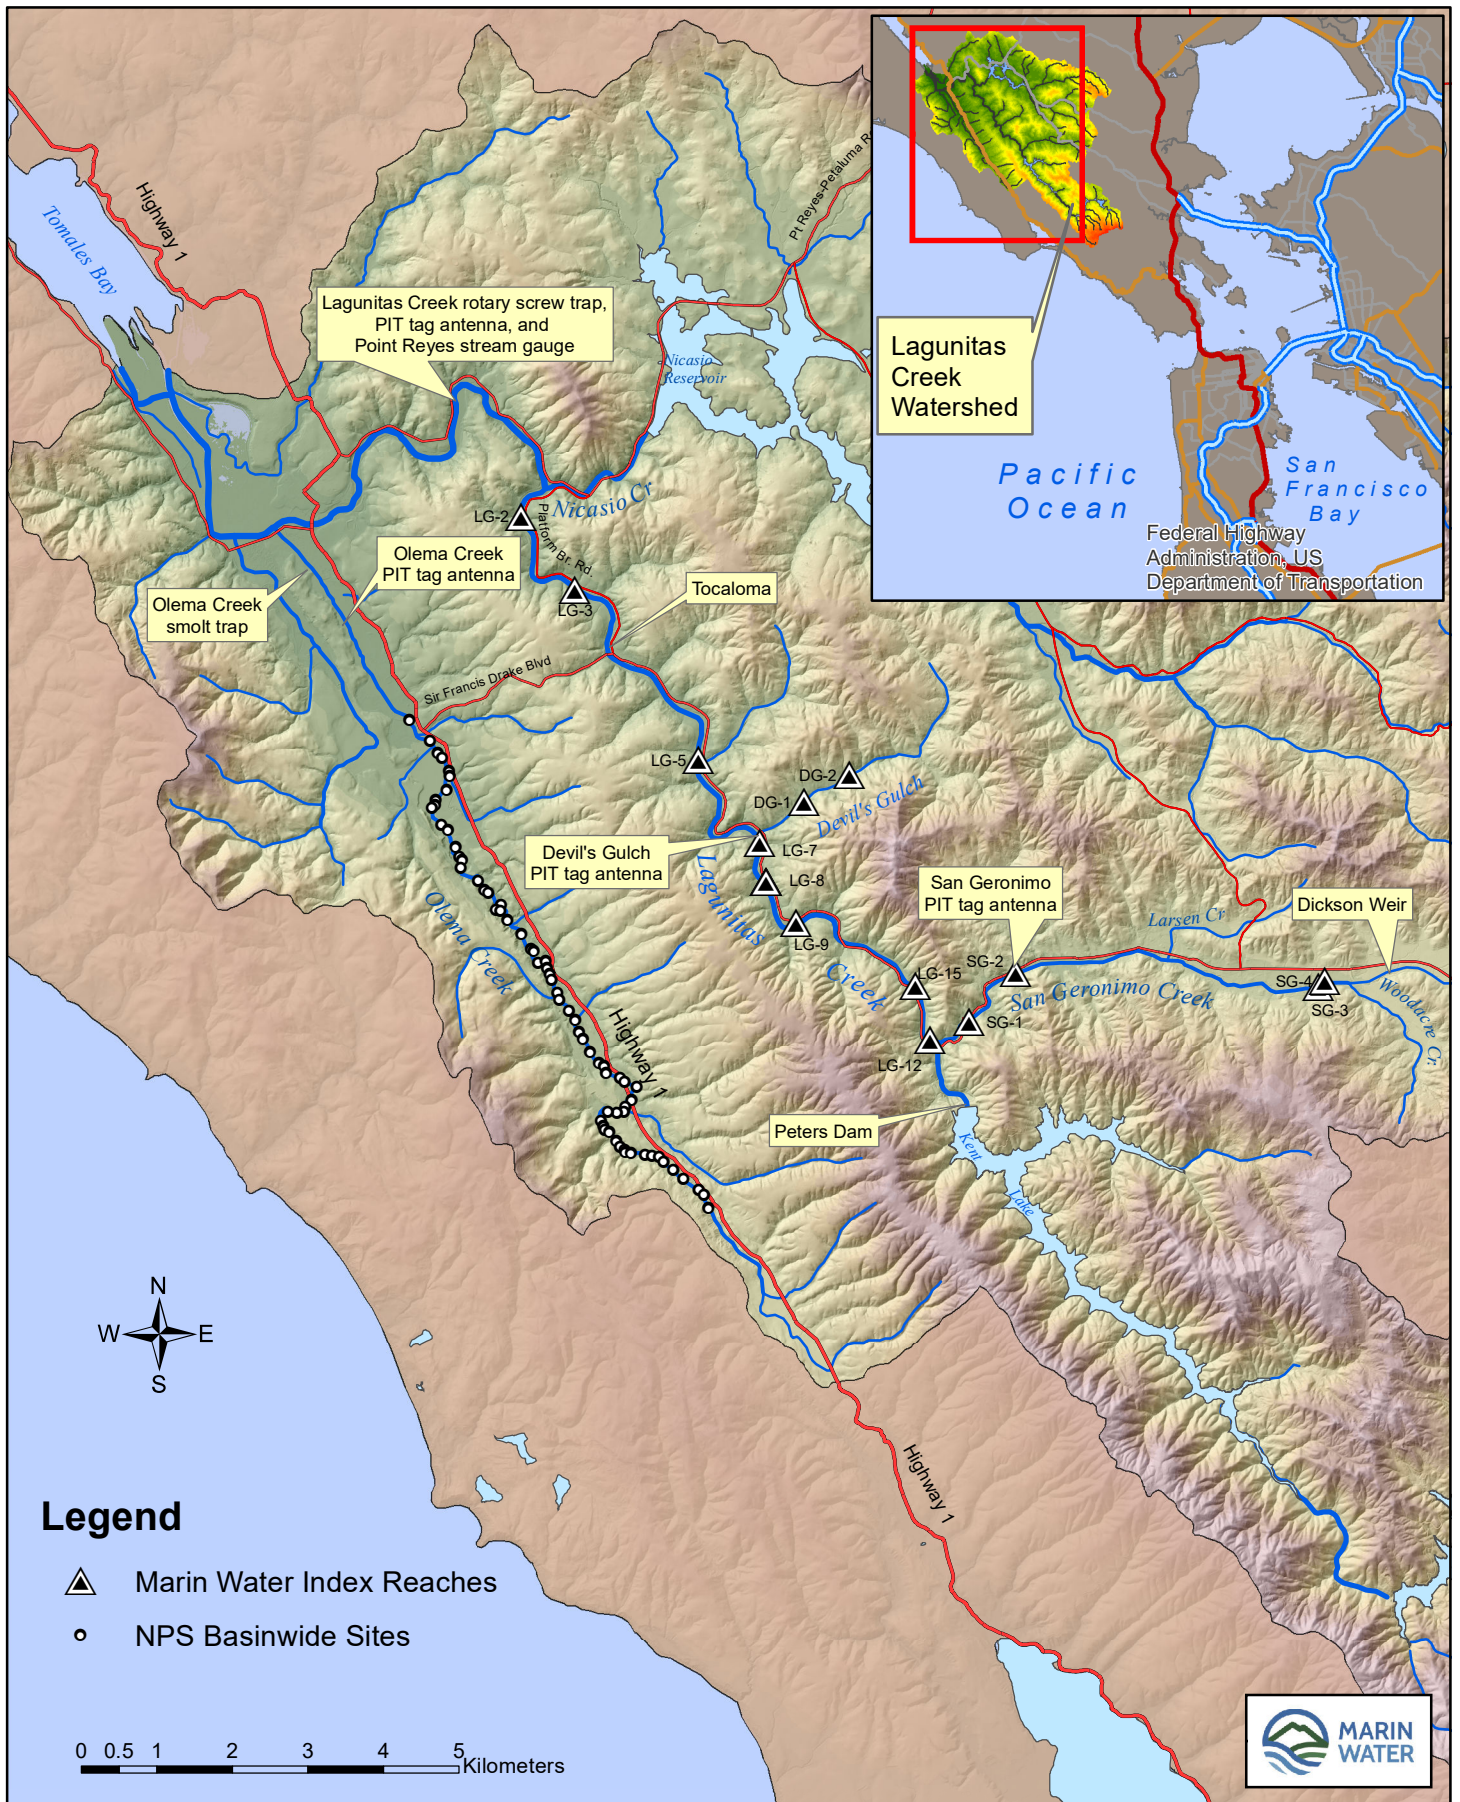 Highway 1
Tomales Bay
Pt Reyes-Petaluma
Lagunitas Creek rotary screw trap,
PIT tag antenna, and
Point Reyes stream gauge
Nicasio
Reservoir
Lagunitas
Creek
Watershed
Pacific
Ocean
San
Francisco
Bay
Federal Highway
Administration, US
Department of Transportation
LG-2
Nicasio Cr
Platform Br. Rd.
Olema Creek
PIT tag antenna
Olema Creek
smolt trap
LG-3
Tocaloma
Sir Francis Drake Blvd
LG-5
DG-2
DG-1
Devil's Gulch
Devil's Gulch
PIT tag antenna
LG-7
LG-8
LG-9
Lagunitas
Creek
Olema Creek
San Geronimo
PIT tag antenna
Dickson Weir
Larsen Cr
SG-2
LG-15
San Geronimo Creek
SG-4
SG-3
Woodacre Cr.
SG-1
LG-12
Highway 1
Peters Dam
Kent
Lake
N
W
E
S
Highway 1
Legend
Marin Water Index Reaches
NPS Basinwide Sites
0 0.5 1 2 3 4 5
Kilometers
MARIN
WATER